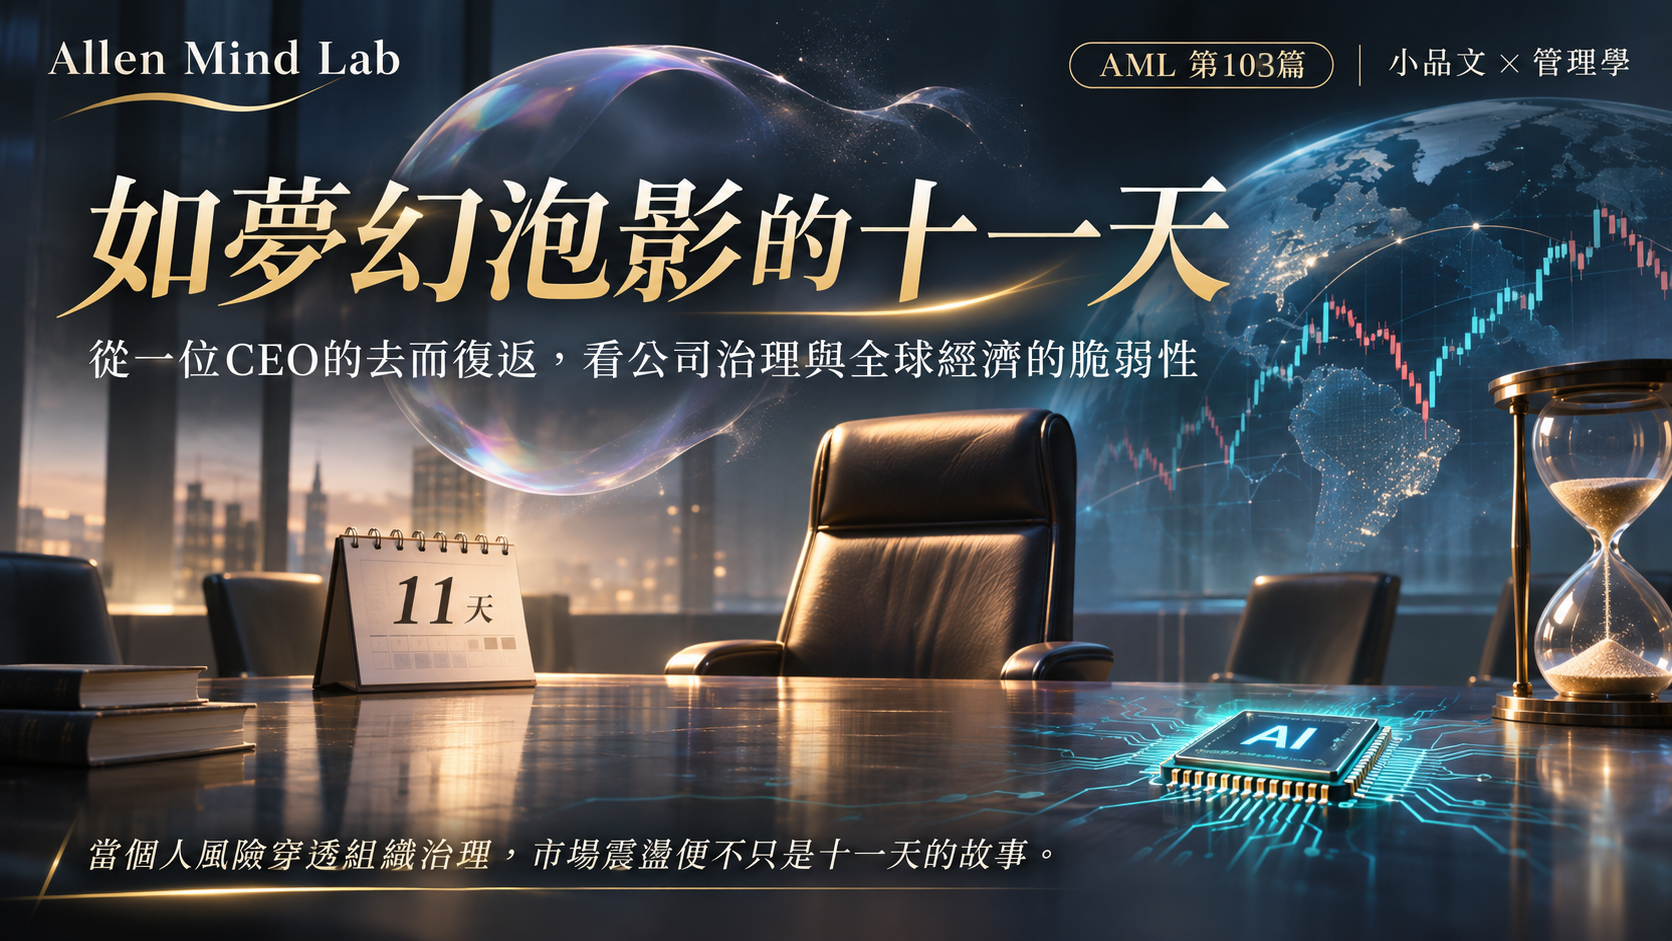 Allen Mind Lab
AML 第103篇
小品文 × 管理學
如夢幻泡影的十一天
從一位CEO的去而復返，看公司治理與全球經濟的脆弱性
11天
AI
當個人風險穿透組織治理，市場震盪便不只是十一天的故事。